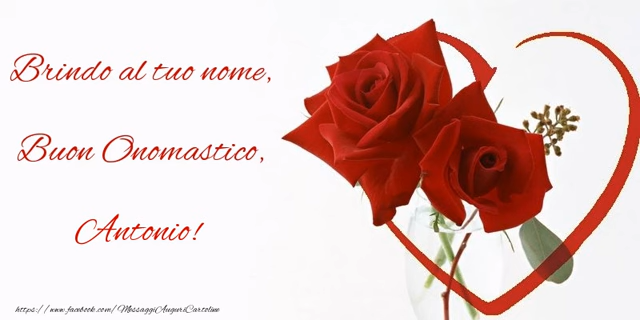 Brindo al tuo nome,
Buon Onomastico,
Antonio!
https://www.facebook.com/MessaggiAuguriCartoline